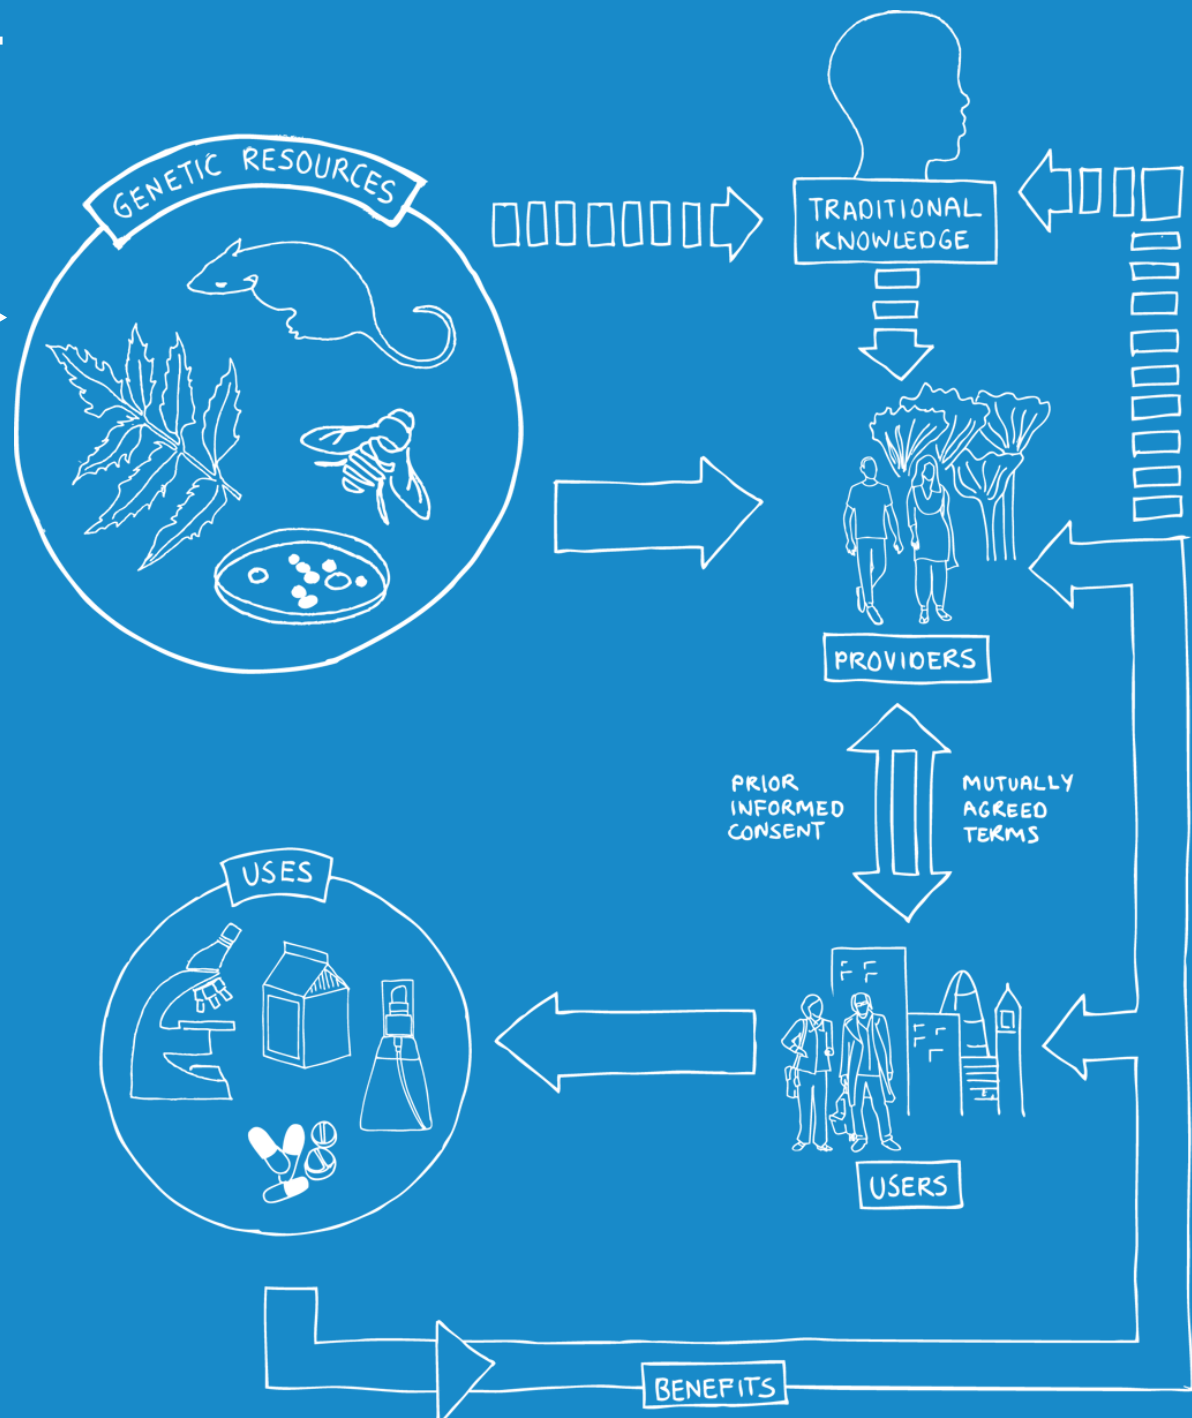 GENETIC RESOURCES
TRADITIONAL
KNOWLEDGE
PROVIDERS
PRIOR
INFORMED
CONSENT
MUTUALLY
AGREED
TERMS
USES
USERS
BENEFITS